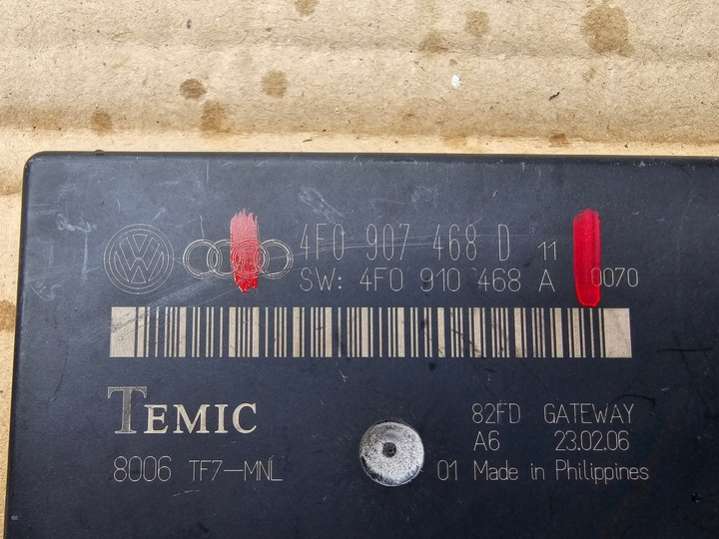 4F0 907 468 D 11
SW: 4F0 910 468 A 0070
TEMIC
82FD GATEWAY
A6 23.02.06
8006 TF7-MNL
01 Made in Philippines